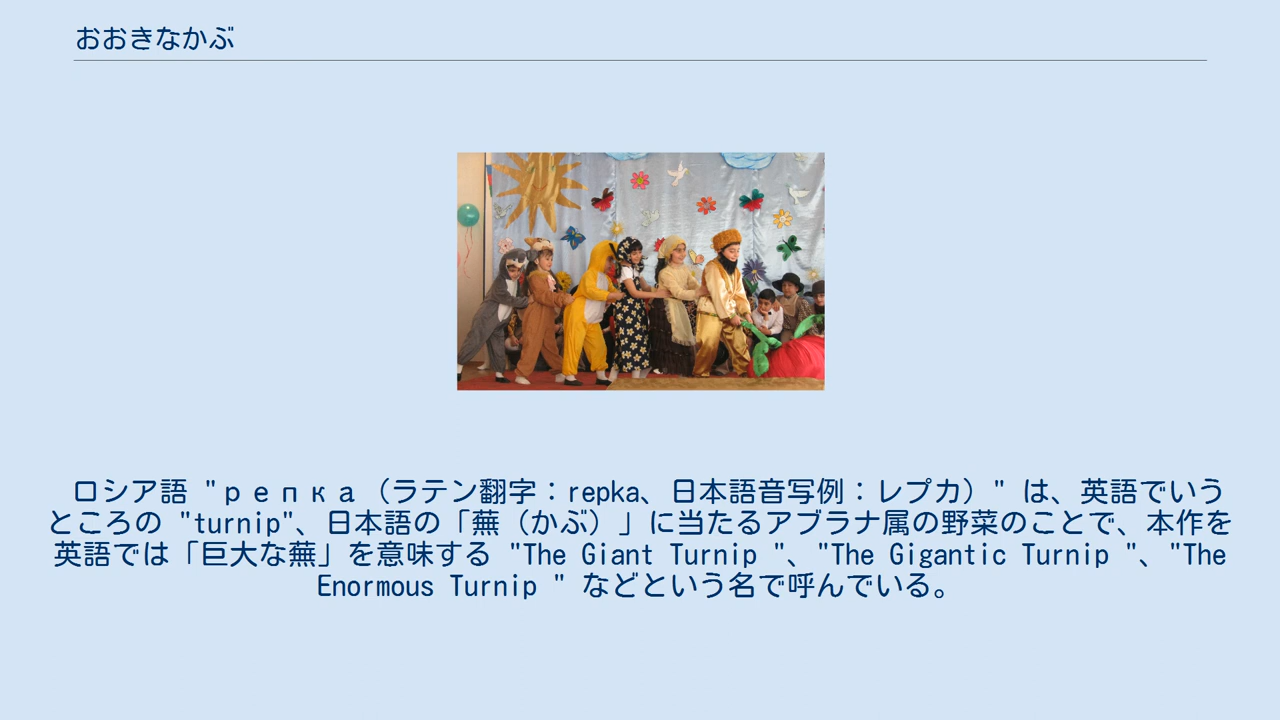 おおきなかぶ
ロシア語 "ｐｅｎкａ（ラテン翻字：repka、日本語音写例：レプカ）" は、英語でいう
ところの "turnip"、日本語の「蕪（かぶ）」に当たるアブラナ属の野菜のことで、本作を
英語では「巨大な蕪」を意味する "The Giant Turnip "、"The Gigantic Turnip "、"The
Enormous Turnip " などという名で呼んでいる。